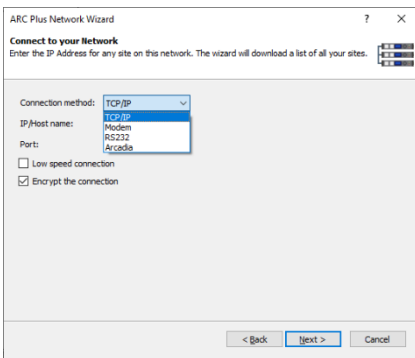 ARC Plus Network Wizard
?
Connect to your Network
Enter the IP Address for any site on this network. The wizard will download a list of all your sites.
Connection method: TCP/IP
TCP/IP
IP/Host name:
Modem
RS232
Port:
Arcadia
Low speed connection
Encrypt the connection
< Back Next > Cancel